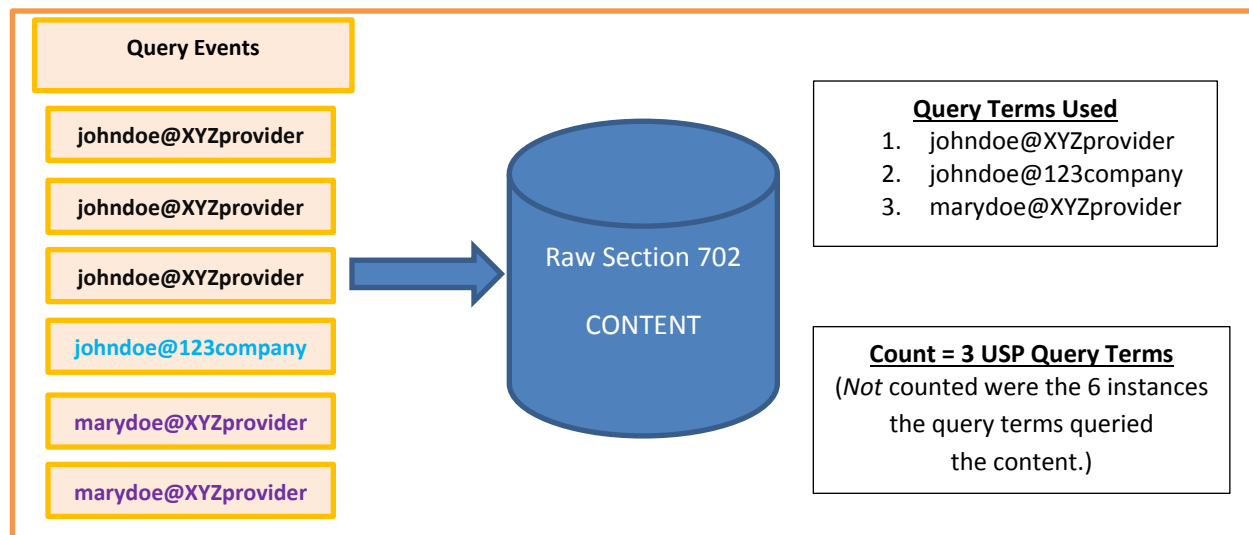 Query Events
johndoe@XYZprovider
johndoe@XYZprovider
johndoe@XYZprovider
johndoe@123company
marydoe@XYZprovider
marydoe@XYZprovider
Raw Section 702
CONTENT
Query Terms Used
1. johndoe@XYZprovider
2. johndoe@123company
3. marydoe@XYZprovider
Count = 3 USP Query Terms
(Not counted were the 6 instances
the query terms queried
the content.)